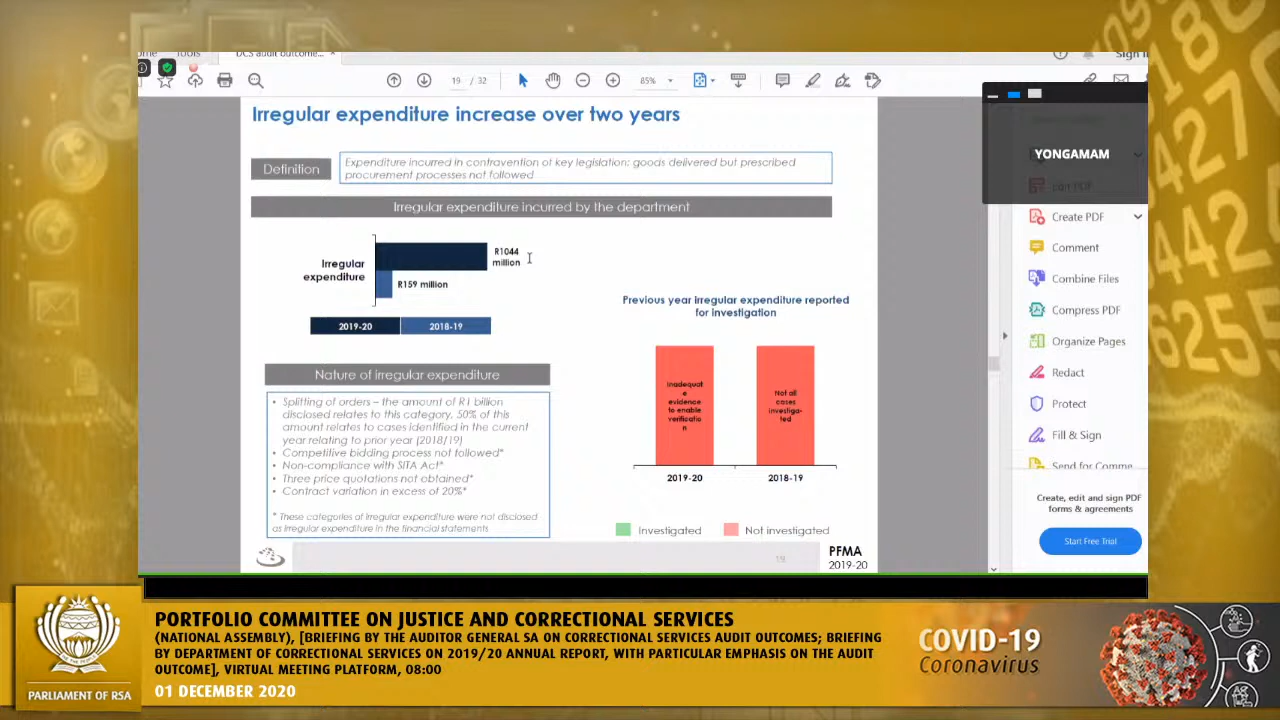 DCS audit outcome...
Sign In
19 / 32
85%
YONGAMAM
Edit PDF
Create PDF
Comment
Combine Files
Compress PDF
Organize Pages
Redact
Protect
Fill & Sign
Send for Comme
Create, edit and sign PDF
forms & agreements
Start Free Trial
Irregular expenditure increase over two years
Definition
Expenditure incurred in contravention of key legislation; goods delivered but prescribed
procurement processes not followed
Irregular expenditure incurred by the department
Irregular
expenditure
R1044
million
R159 million
2019-20
2018-19
Previous year irregular expenditure reported
for investigation
Inadequat
e
evidence
to enable
verificatio
n
Not all
cases
investiga-
ted
2019-20
2018-19
Investigated
Not investigated
Nature of irregular expenditure
• Splitting of orders – the amount of R1 billion
disclosed relates to this category, 50% of this
amount relates to cases identified in the current
year relating to prior year (2018/19)
• Competitive bidding process not followed*
• Non-compliance with SITA Act*
• Three price quotations not obtained*
• Contract variation in excess of 20%*
* These categories of irregular expenditure were not disclosed
as irregular expenditure in the financial statements
19
PFMA
2019-20
PARLIAMENT OF RSA
PORTFOLIO COMMITTEE ON JUSTICE AND CORRECTIONAL SERVICES
(NATIONAL ASSEMBLY), [BRIEFING BY THE AUDITOR GENERAL SA ON CORRECTIONAL SERVICES AUDIT OUTCOMES; BRIEFING
BY DEPARTMENT OF CORRECTIONAL SERVICES ON 2019/20 ANNUAL REPORT, WITH PARTICULAR EMPHASIS ON THE AUDIT
OUTCOME], VIRTUAL MEETING PLATFORM, 08:00
01 DECEMBER 2020
COVID-19
Coronavirus